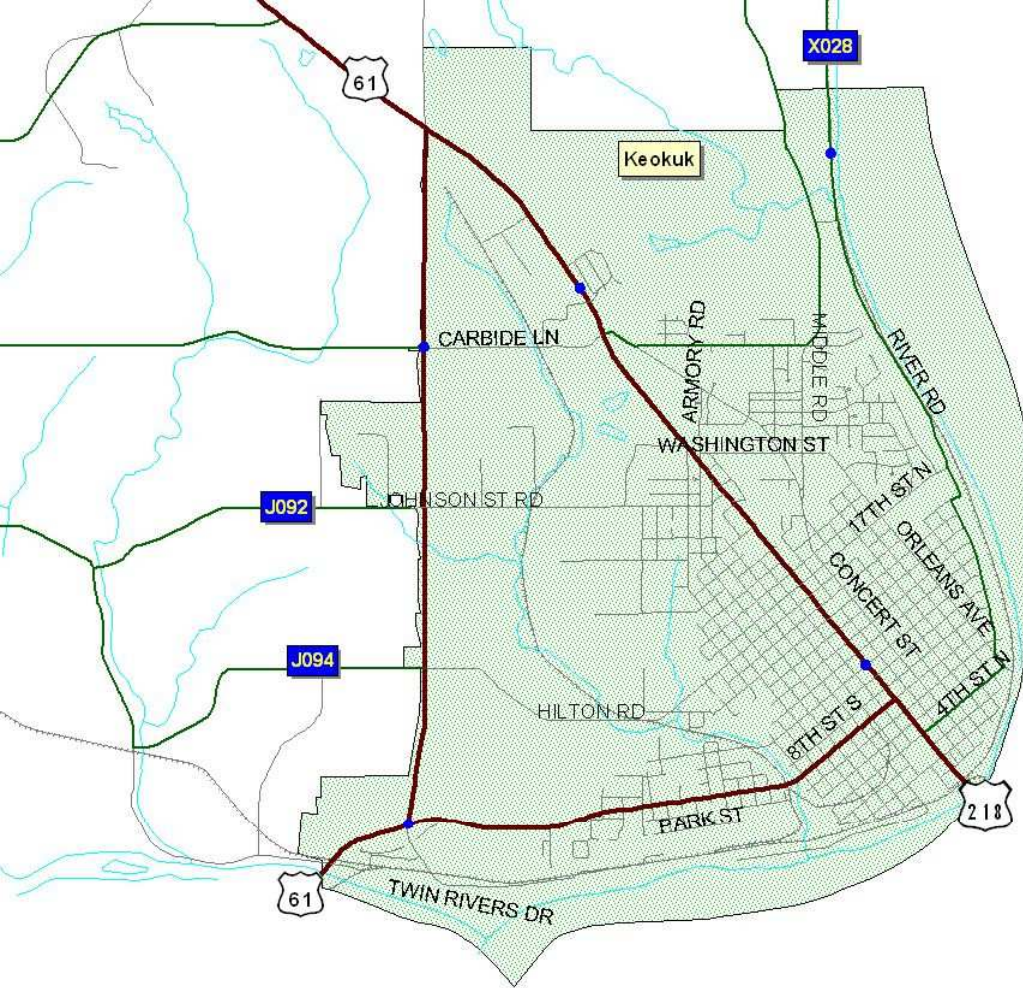 X028
61
Keokuk
CARBIDE LN
ARMORY RD
MIDDLE RD
RIVER RD
WASHINGTON ST
J092
JOHNSON ST RD
17TH ST N
ORLEANS AVE
CONCERT ST
J094
4TH ST N
HILTON RD
8TH ST S
218
PARK ST
61
TWIN RIVERS DR